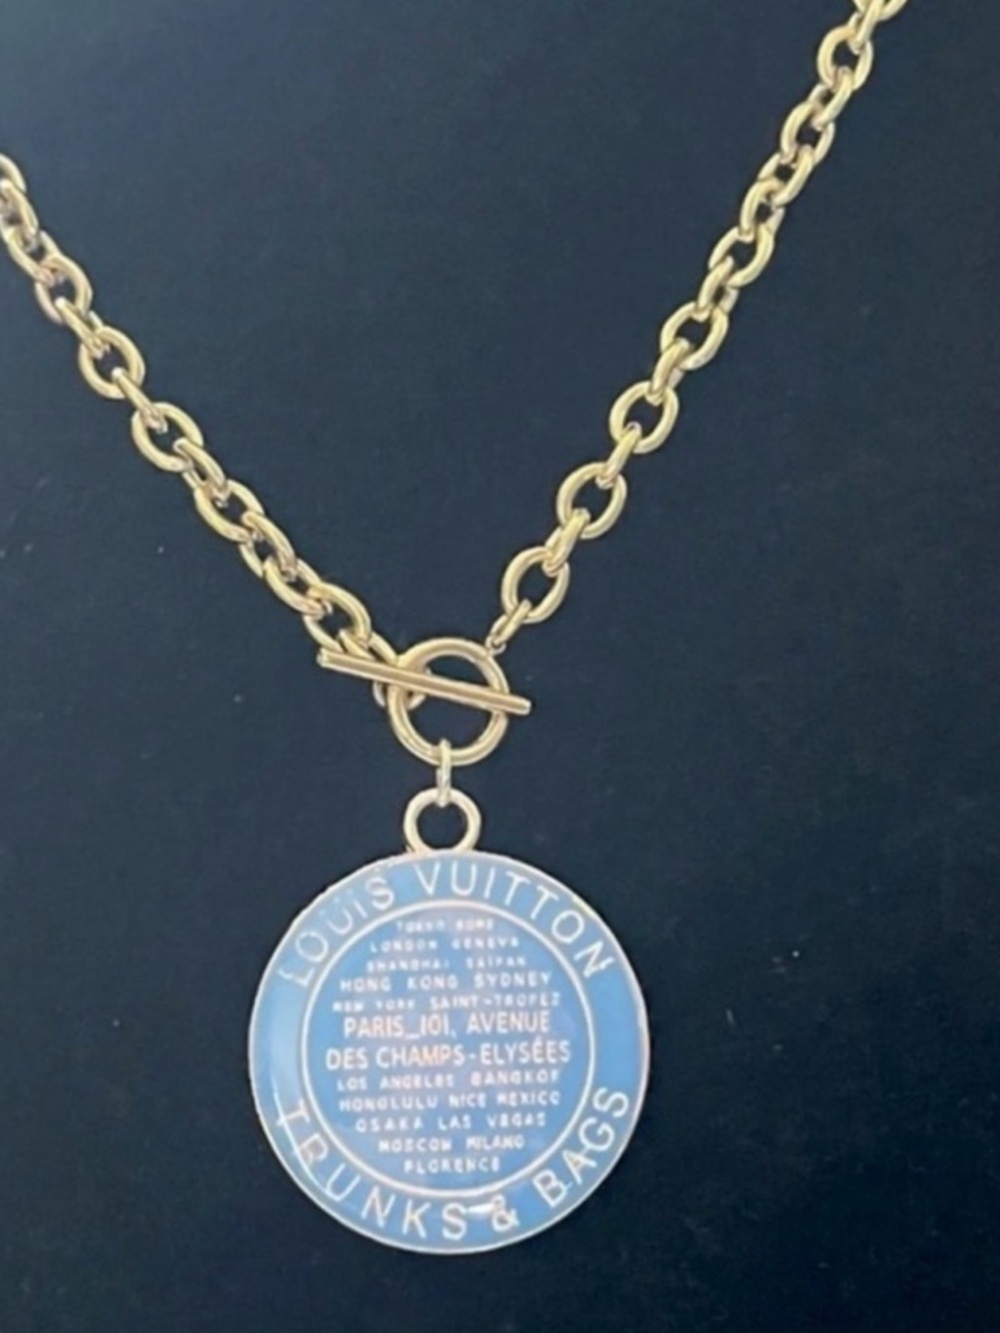 LOUIS VUITTON
TOKYO ROME
LONDON GENEVA
SHANGHAI SAIPAN
HONG KONG SYDNEY
NEW YORK SAINT-TROPEZ
PARIS_101, AVENUE
DES CHAMPS-ELYSÉES
LOS ANGELES BANGKOK
HONOLULU NICE MEXICO
OSAKA LAS VEGAS
MOSCOW MILANO
FLORENCE
TRUNKS & BAGS